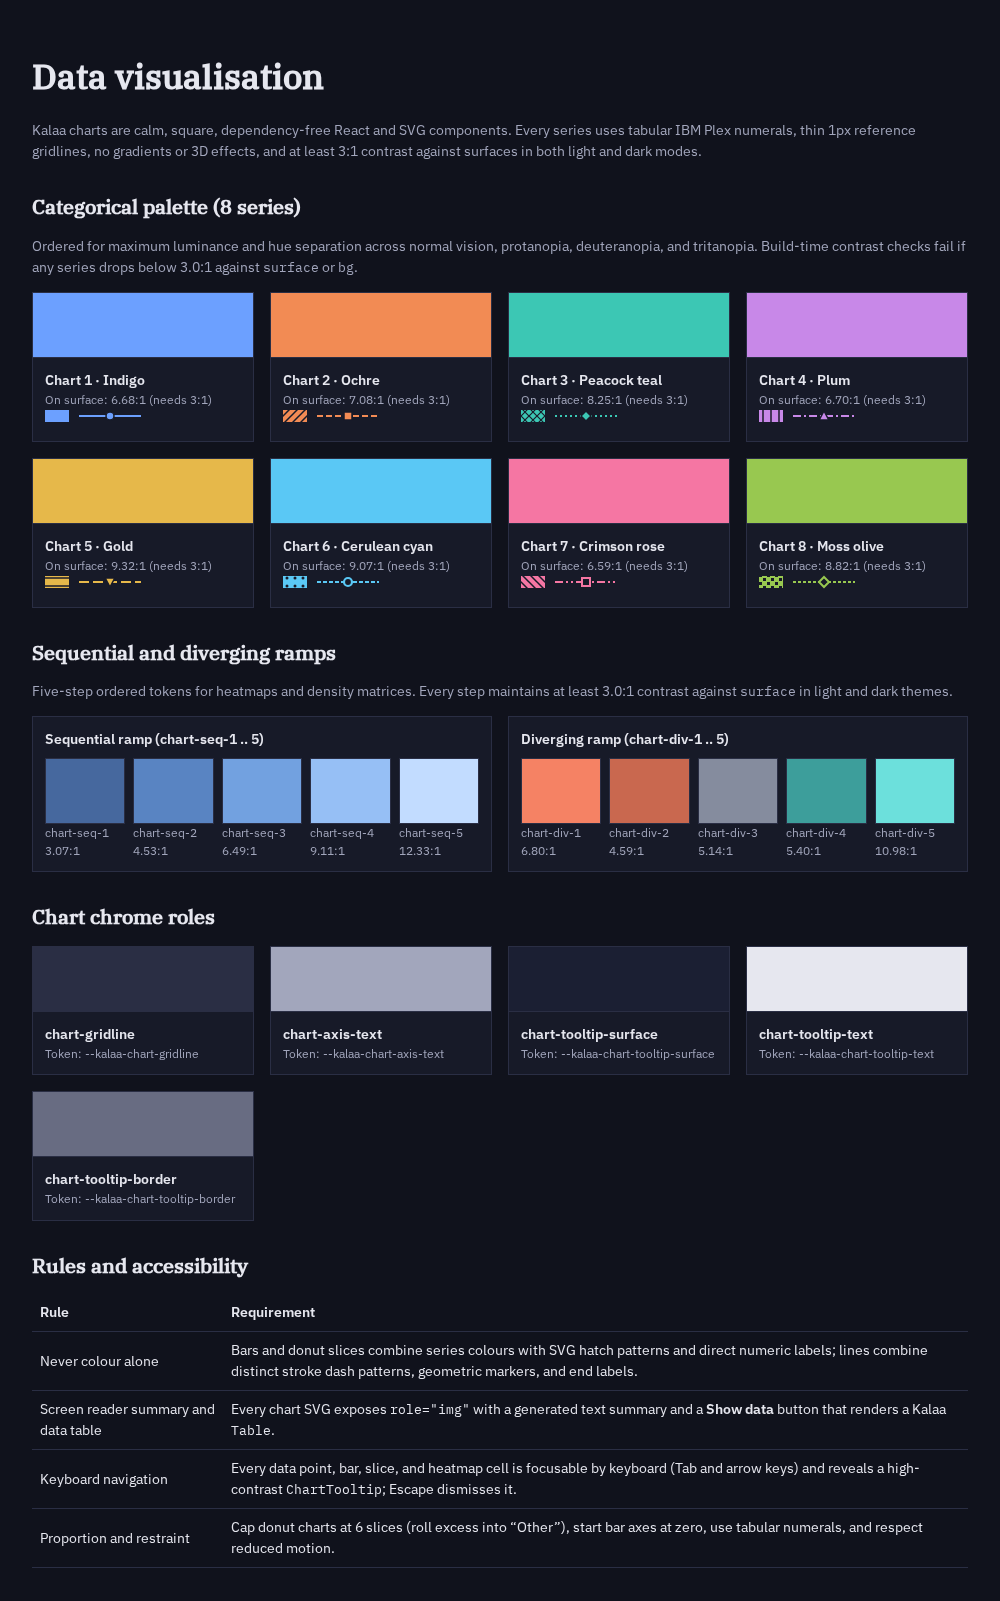 Data visualisation
Kalaa charts are calm, square, dependency-free React and SVG components. Every series uses tabular IBM Plex numerals, thin 1px reference
gridlines, no gradients or 3D effects, and at least 3:1 contrast against surfaces in both light and dark modes.
Categorical palette (8 series)
Ordered for maximum luminance and hue separation across normal vision, protanopia, deuteranopia, and tritanopia. Build-time contrast checks fail if
any series drops below 3.0:1 against surface or bg.
Chart 1 · Indigo
On surface: 6.68:1 (needs 3:1)
Chart 2 · Ochre
On surface: 7.08:1 (needs 3:1)
Chart 3 · Peacock teal
On surface: 8.25:1 (needs 3:1)
Chart 4 · Plum
On surface: 6.70:1 (needs 3:1)
Chart 5 · Gold
On surface: 9.32:1 (needs 3:1)
Chart 6 · Cerulean cyan
On surface: 9.07:1 (needs 3:1)
Chart 7 · Crimson rose
On surface: 6.59:1 (needs 3:1)
Chart 8 · Moss olive
On surface: 8.82:1 (needs 3:1)
Sequential and diverging ramps
Five-step ordered tokens for heatmaps and density matrices. Every step maintains at least 3.0:1 contrast against surface in light and dark themes.
Sequential ramp (chart-seq-1 .. 5)
chart-seq-1
3.07:1
chart-seq-2
4.53:1
chart-seq-3
6.49:1
chart-seq-4
9.11:1
chart-seq-5
12.33:1
Diverging ramp (chart-div-1 .. 5)
chart-div-1
6.80:1
chart-div-2
4.59:1
chart-div-3
5.14:1
chart-div-4
5.40:1
chart-div-5
10.98:1
Chart chrome roles
chart-gridline
Token: --kalaa-chart-gridline
chart-axis-text
Token: --kalaa-chart-axis-text
chart-tooltip-surface
Token: --kalaa-chart-tooltip-surface
chart-tooltip-text
Token: --kalaa-chart-tooltip-text
chart-tooltip-border
Token: --kalaa-chart-tooltip-border
Rules and accessibility
Rule
Requirement
Never colour alone
Bars and donut slices combine series colours with SVG hatch patterns and direct numeric labels; lines combine
distinct stroke dash patterns, geometric markers, and end labels.
Screen reader summary and
data table
Every chart SVG exposes role="img" with a generated text summary and a Show data button that renders a Kalaa
Table.
Keyboard navigation
Every data point, bar, slice, and heatmap cell is focusable by keyboard (Tab and arrow keys) and reveals a high-
contrast ChartTooltip; Escape dismisses it.
Proportion and restraint
Cap donut charts at 6 slices (roll excess into “Other”), start bar axes at zero, use tabular numerals, and respect
reduced motion.